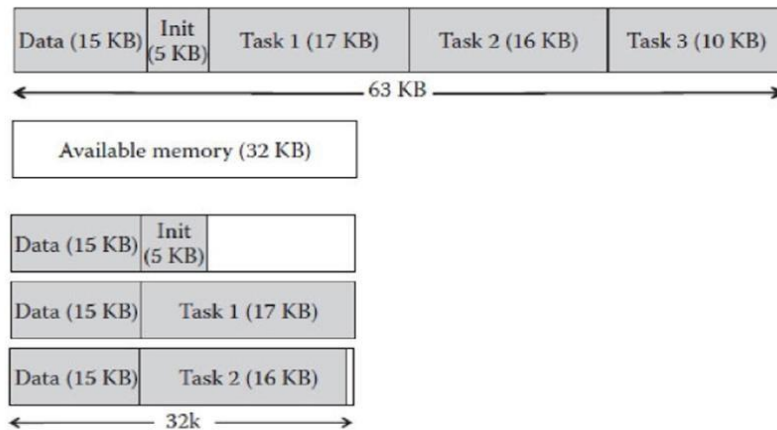 Data (15 KB) Init (5 KB) Task 1 (17 KB) Task 2 (16 KB) Task 3 (10 KB)
63 KB
Available memory (32 KB)
Data (15 KB) Init (5 KB)
Data (15 KB) Task 1 (17 KB)
Data (15 KB) Task 2 (16 KB)
32k